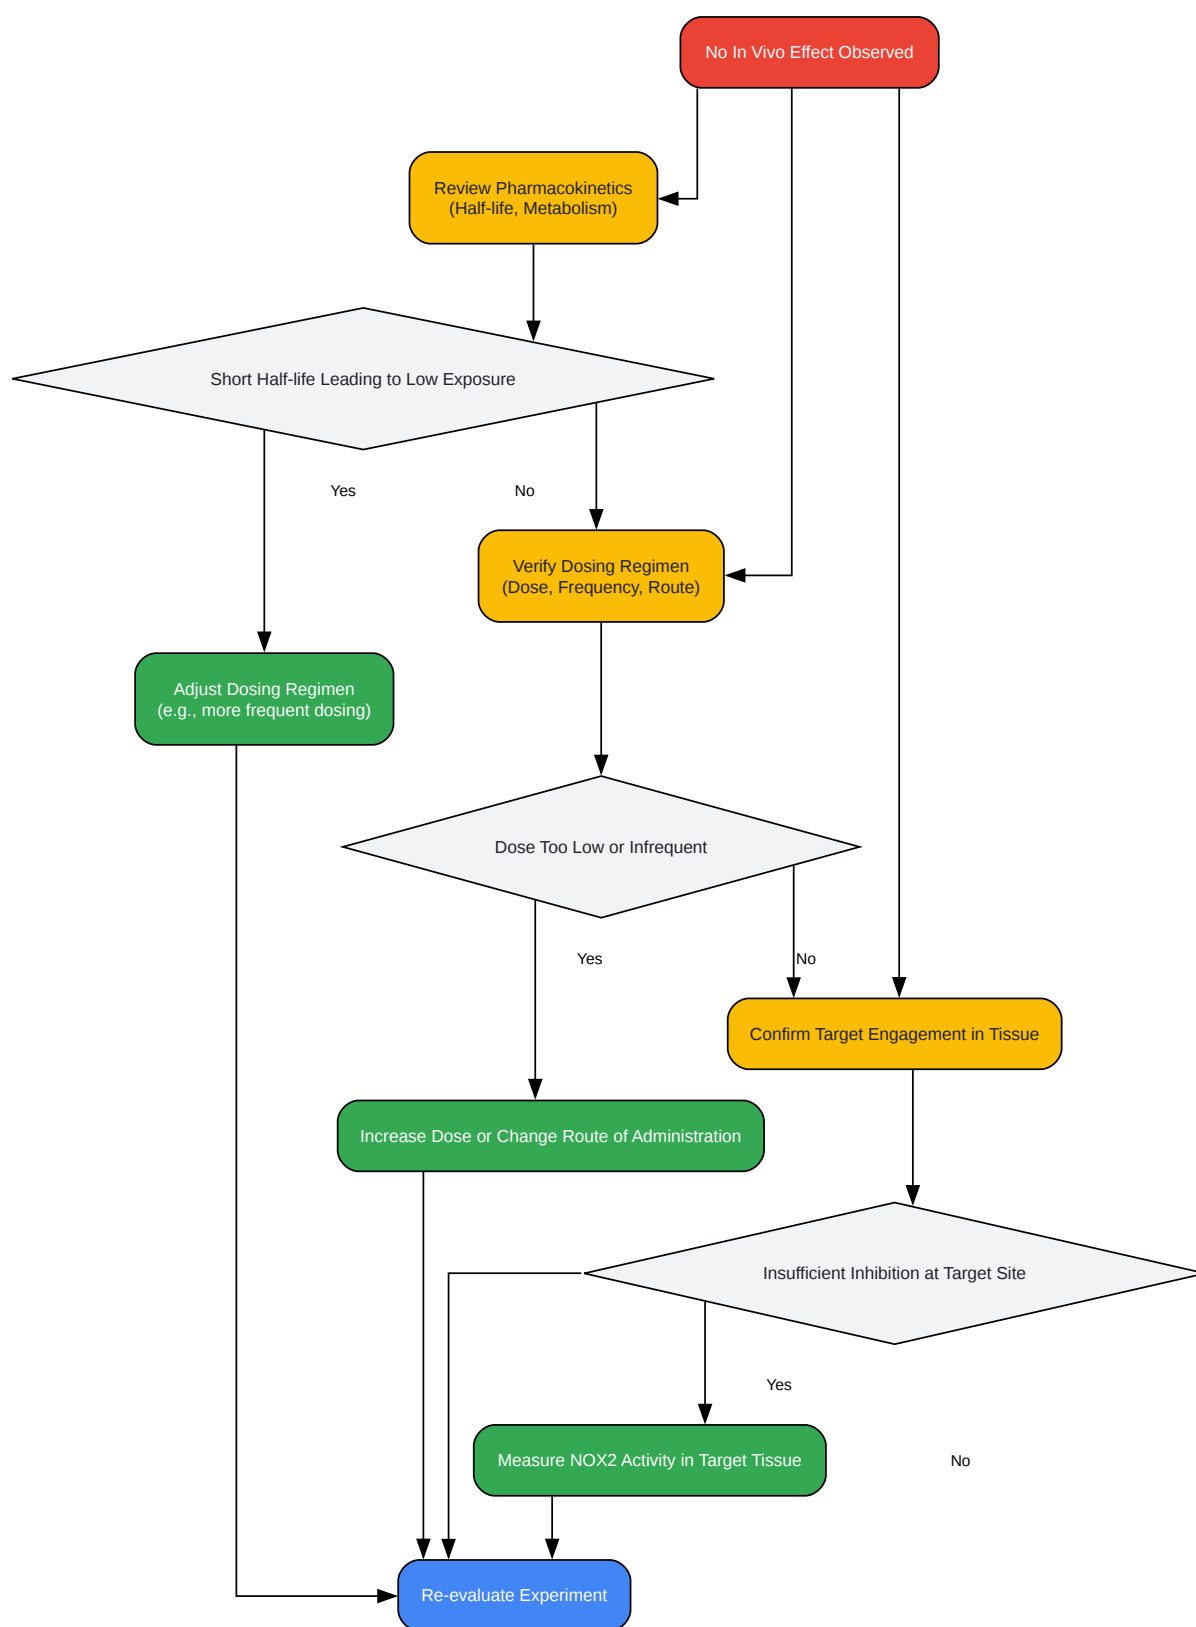 No In Vivo Effect Observed
Review Pharmacokinetics
(Half-life, Metabolism)
Short Half-life Leading to Low Exposure
Yes
No
Verify Dosing Regimen
(Dose, Frequency, Route)
Adjust Dosing Regimen
(e.g., more frequent dosing)
Dose Too Low or Infrequent
Yes
No
Confirm Target Engagement in Tissue
Increase Dose or Change Route of Administration
Insufficient Inhibition at Target Site
Yes
Measure NOX2 Activity in Target Tissue
No
Re-evaluate Experiment